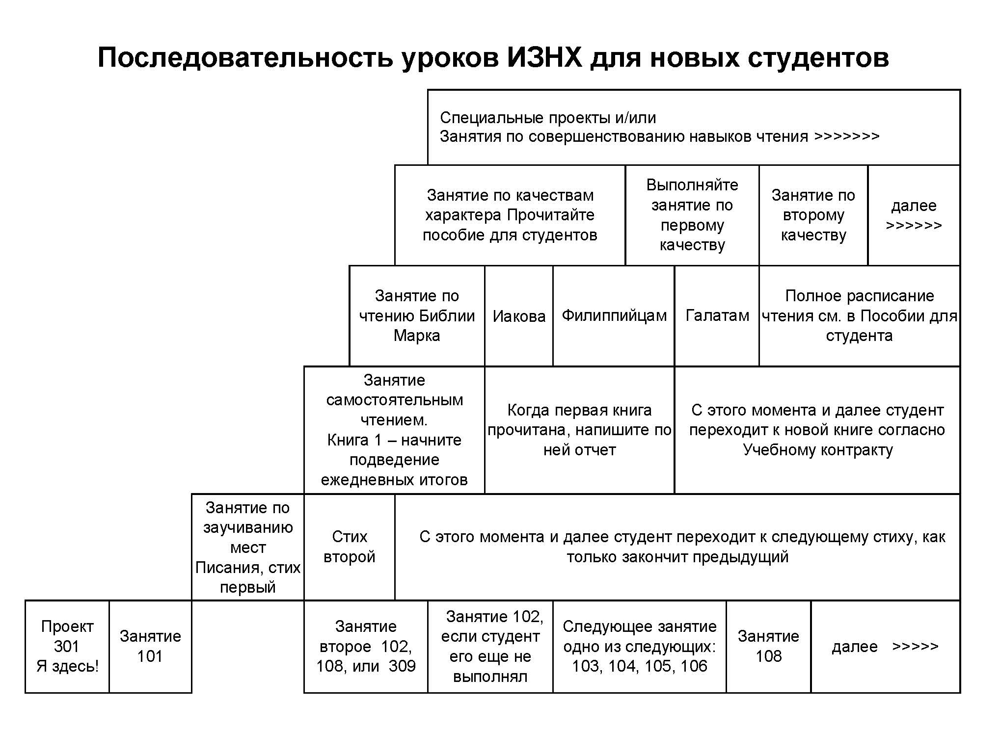 Последовательность уроков ИЗНХ для новых студентов
Специальные проекты и/или
Занятия по совершенствованию навыков чтения >>>>>>>
Занятие по качествам
характера Прочитайте
пособие для студентов
Выполняйте
занятие по
первому
качеству
Занятие по
второму
качеству
далее
>>>>>>
Занятие по
чтению Библии
Марка
Иакова
Филиппийцам
Галатам
Полное расписание
чтения см. в Пособии для
студента
Занятие
самостоятельным
чтением.
Книга 1 – начните
подведение
ежедневных итогов
Когда первая книга
прочитана, напишите по
ней отчет
С этого момента и далее студент
переходит к новой книге согласно
Учебному контракту
Занятие по
заучиванию
мест
Писания, стих
первый
Стих
второй
С этого момента и далее студент переходит к следующему стиху, как
только закончит предыдущий
Проект
301
Я здесь!
Занятие
101
Занятие
второе 102,
108, или 309
Занятие 102,
если студент
его еще не
выполнял
Следующее занятие
одно из следующих:
103, 104, 105, 106
Занятие
108
далее >>>>>